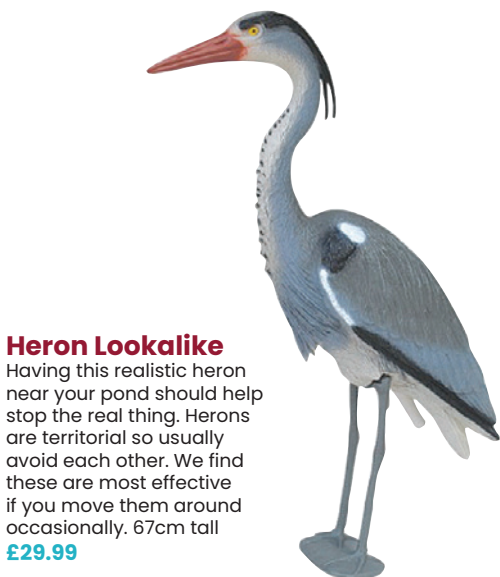 Heron Lookalike
Having this realistic heron
near your pond should help
stop the real thing. Herons
are territorial so usually
avoid each other. We find
these are most effective
if you move them around
occasionally. 67cm tall
£29.99